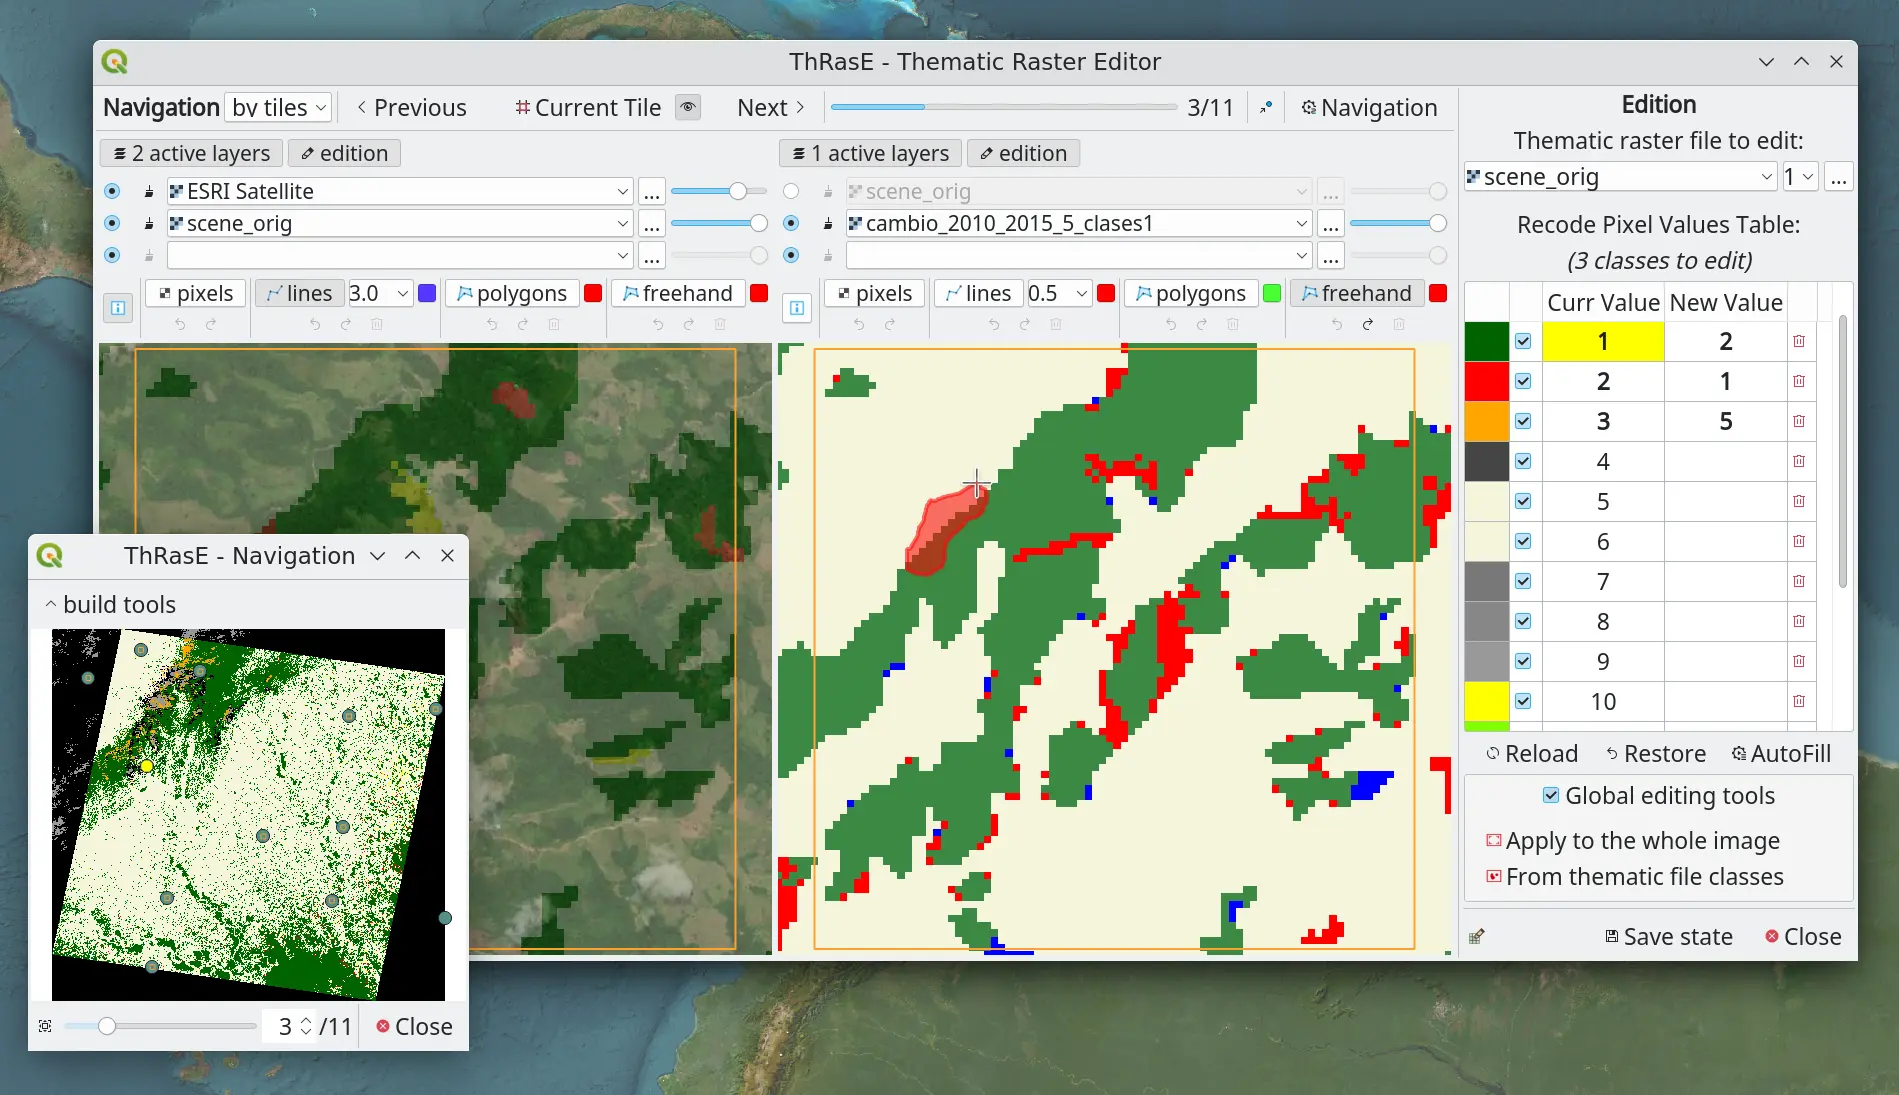 ThRasE - Thematic Raster Editor
Navigation by tiles Previous Current Tile Next 3/11 Navigation
2 active layers edition
ESRI Satellite ...
scene_orig ...
...
pixels lines 3.0 polygons freehand
1 active layers edition
scene_orig ...
cambio_2010_2015_5_clases1 ...
...
pixels lines 0.5 polygons freehand
Edition
Thematic raster file to edit:
scene_orig 1 ...
Recode Pixel Values Table:
(3 classes to edit)
Curr Value New Value
1 2
2 1
3 5
4
5
6
7
8
9
10
Reload Restore AutoFill
Global editing tools
Apply to the whole image
From thematic file classes
Save state Close
ThRasE - Navigation
build tools
3 /11 Close